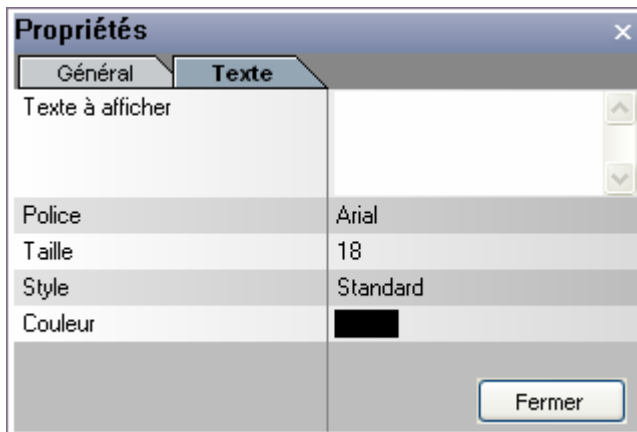 Propriétés
Général Texte
Texte à afficher
Police Arial
Taille 18
Style Standard
Couleur
Fermer